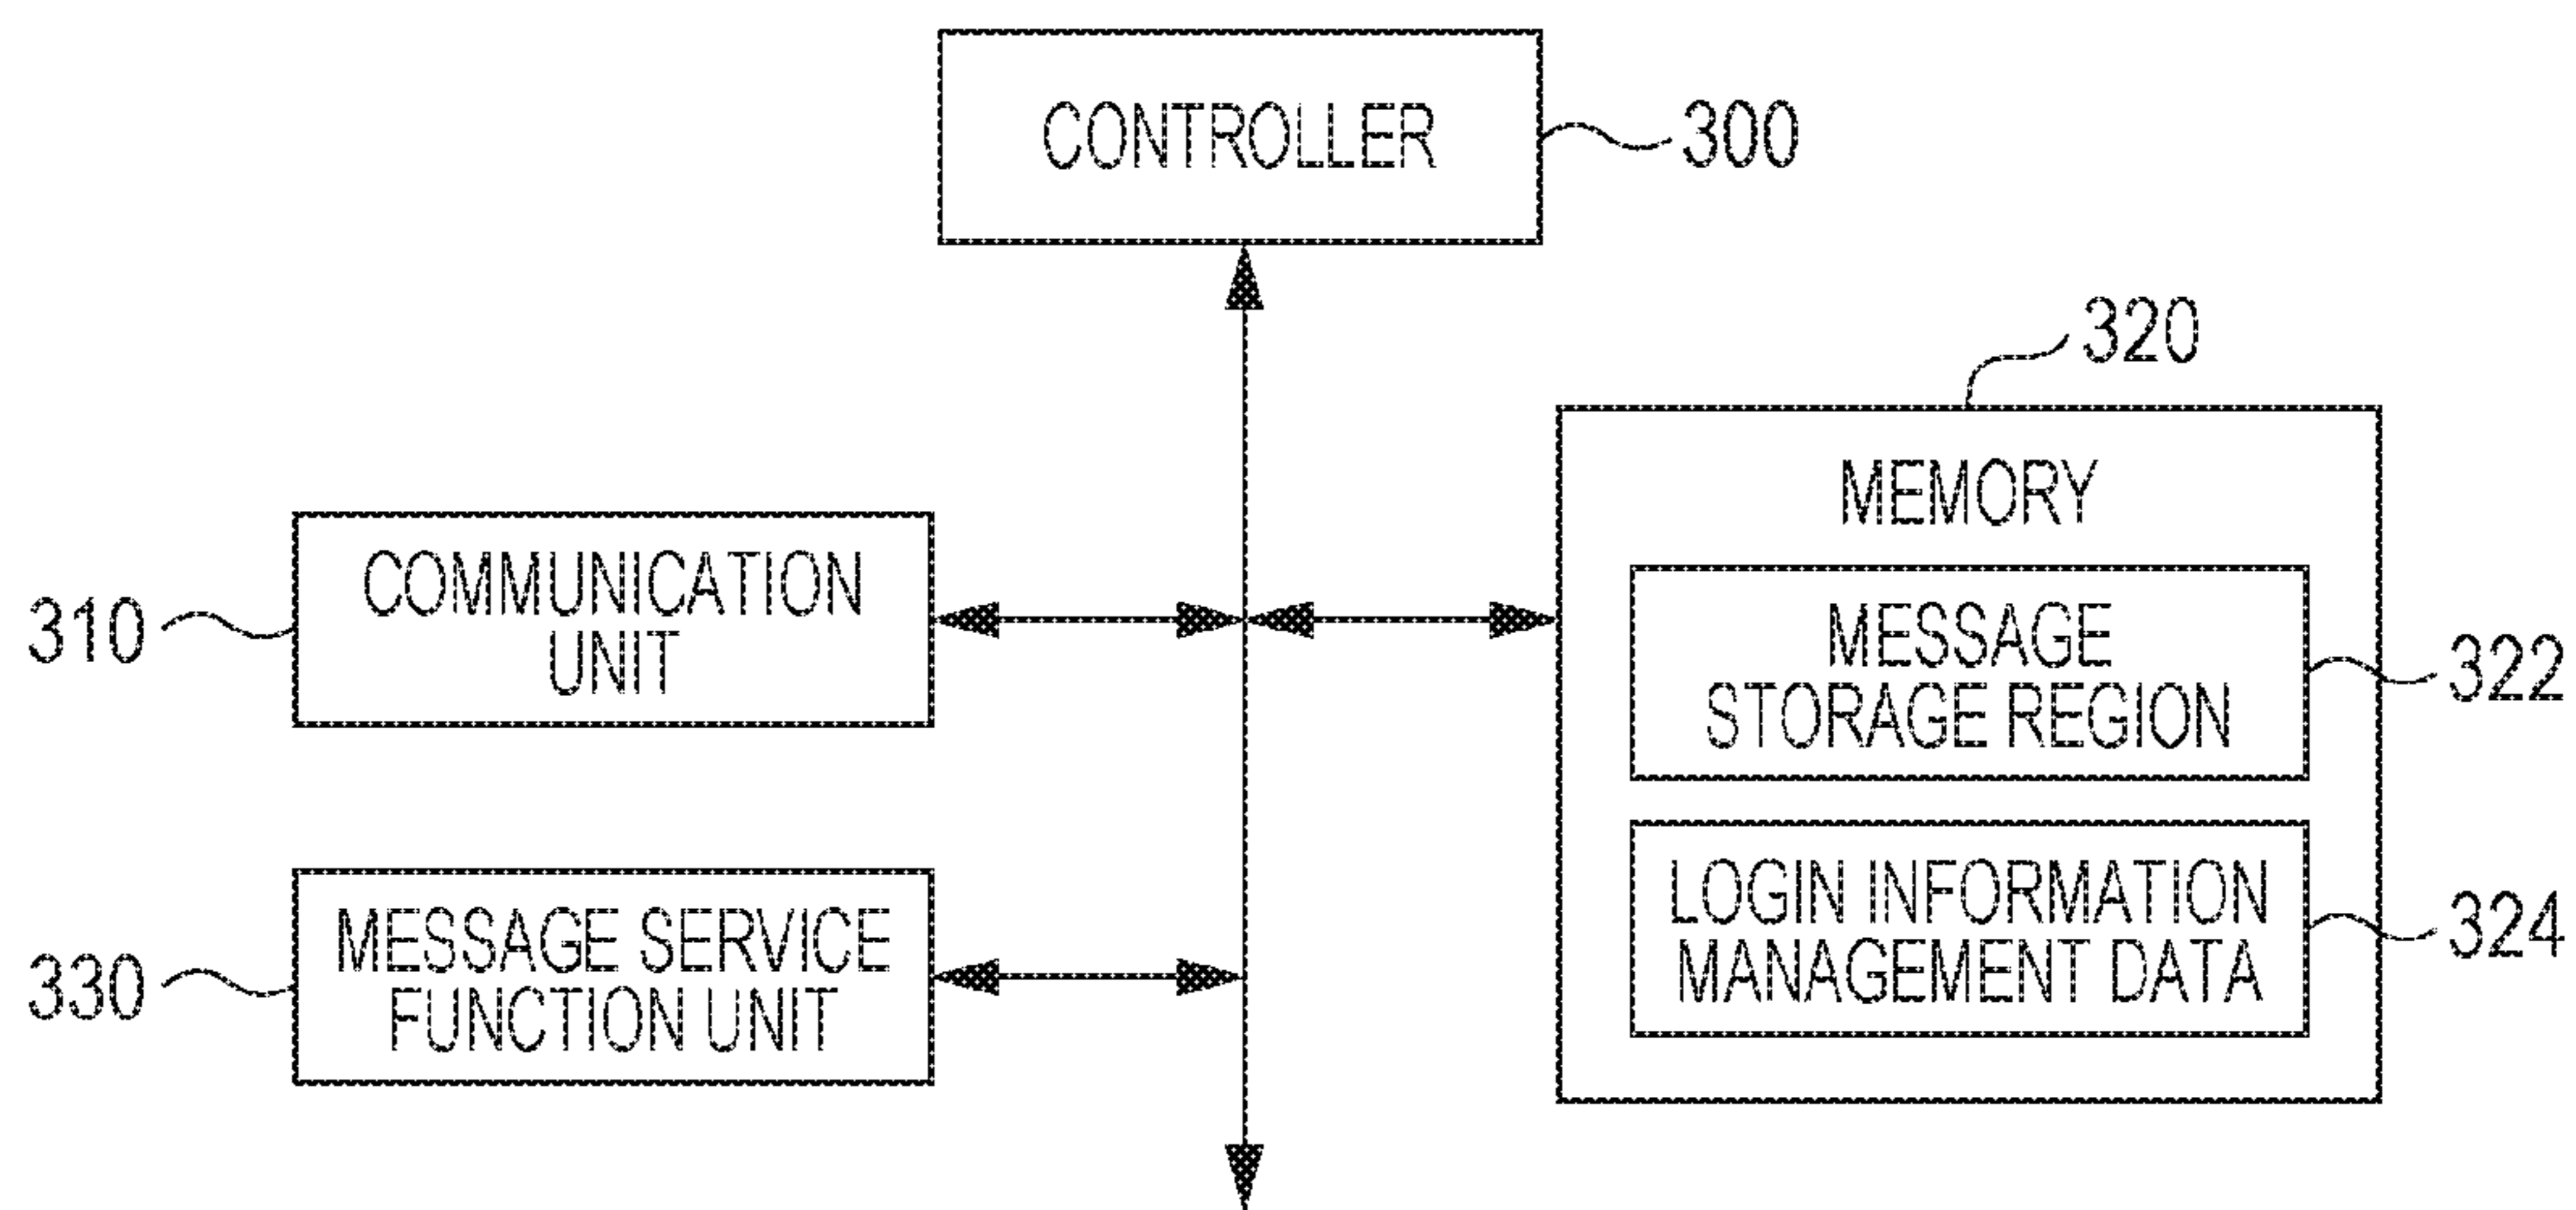 CONTROLLER
300
320
MEMORY
COMMUNICATION
UNIT
310
MESSAGE
STORAGE REGION
322
LOGIN INFORMATION
MANAGEMENT DATA
324
MESSAGE SERVICE
FUNCTION UNIT
330